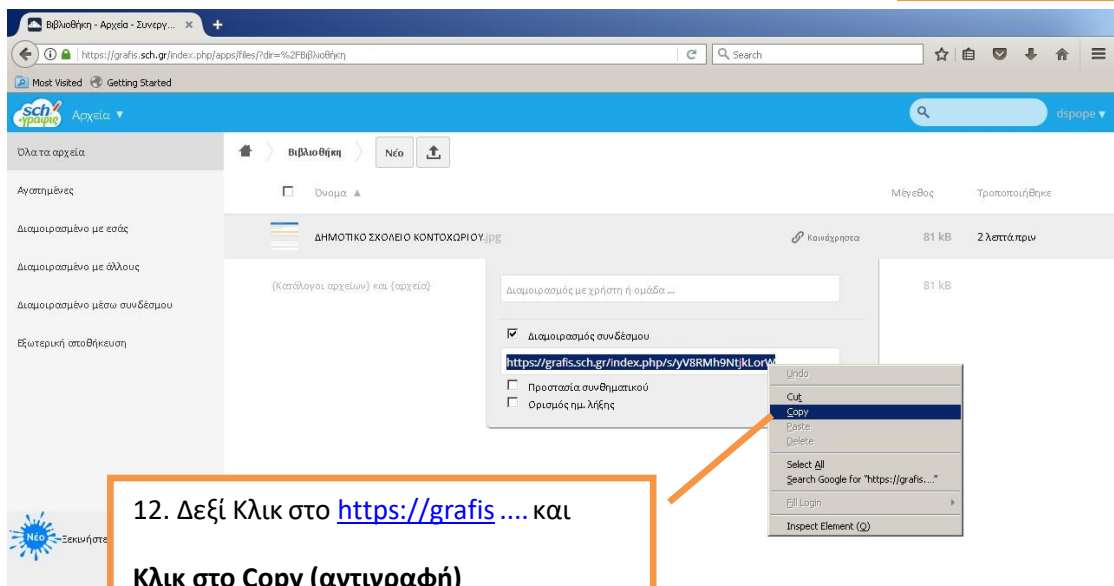 Βιβλιοθήκη - Αρχεία - Συνεργ... × +
https://grafis.sch.gr/index.php/apps/files/?dir=%2FΒιβλιοθήκη Search
Most Visited Getting Started
sch γραφίς Αρχεία ▼ dspope ▼
Όλα τα αρχεία Βιβλιοθήκη Νέο
Αγαπημένες Όνομα ▲ Μέγεθος Τροποποιήθηκε
Διαμοιρασμένο με εσάς ΔΗΜΟΤΙΚΟ ΣΧΟΛΕΙΟ ΚΟΝΤΟΧΩΡΙΟΥ.jpg Κοινόχρηστα 81 kB 2 λεπτά πριν
Διαμοιρασμένο με άλλους
{Κατάλογοι αρχείων} και {αρχεία} 81 kB
Διαμοιρασμός με χρήστη ή ομάδα ...
Διαμοιρασμένο μέσω συνδέσμου
Εξωτερική αποθήκευση Διαμοιρασμός συνδέσμου
https://grafis.sch.gr/index.php/s/yV8RMh9NtjkLorW
Προστασία συνθηματικού
Ορισμός ημ. λήξης
Undo
Cut
Copy
Paste
Delete
Select All
Search Google for "https://grafis...."
Fill Login
Inspect Element (Q)
12. Δεξί Κλικ στο https://grafis .... και
Νέο Ξεκινήστε
Κλικ στο Copy (αντιγραφή)